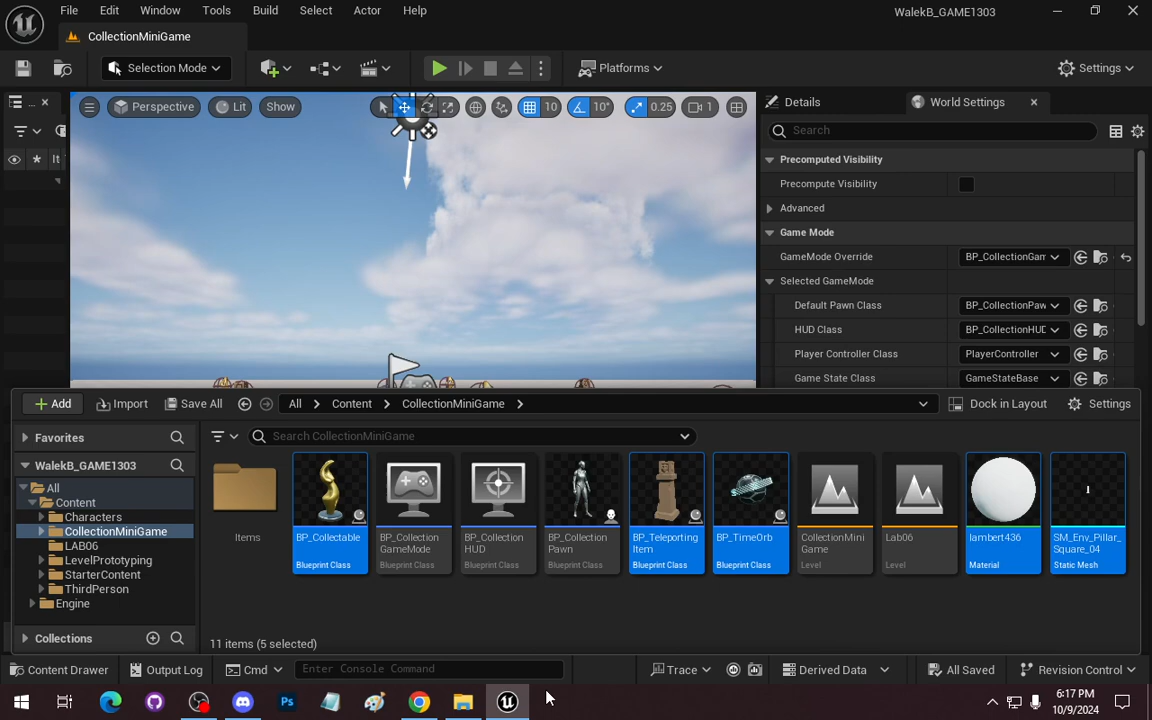 File Edit Window Tools Build Select Actor Help
WalekB_GAME1303
CollectionMiniGame
Selection Mode
Platforms
Settings
...
Perspective
Lit
Show
10
10°
0.25
1
Details
World Settings
Search
It
Precomputed Visibility
Precompute Visibility
Advanced
Game Mode
GameMode Override
BP_CollectionGam
Selected GameMode
Default Pawn Class
BP_CollectionPaw
HUD Class
BP_CollectionHUD
Player Controller Class
PlayerController
Game State Class
GameStateBase
Add
Import
Save All
All
Content
CollectionMiniGame
Dock in Layout
Settings
Favorites
Search CollectionMiniGame
WalekB_GAME1303
All
Content
Characters
CollectionMiniGame
LAB06
LevelPrototyping
StarterContent
ThirdPerson
Engine
Collections
Items
BP_Collectable
Blueprint Class
BP_Collection
GameMode
Blueprint Class
BP_Collection
HUD
Blueprint Class
BP_Collection
Pawn
Blueprint Class
BP_Teleporting
Item
Blueprint Class
BP_TimeOrb
Blueprint Class
CollectionMini
Game
Level
Lab06
Level
lambert436
Material
SM_Env_Pillar_
Square_04
Static Mesh
11 items (5 selected)
Content Drawer
Output Log
Cmd
Enter Console Command
Trace
Derived Data
All Saved
Revision Control
Ps
6:17 PM
10/9/2024